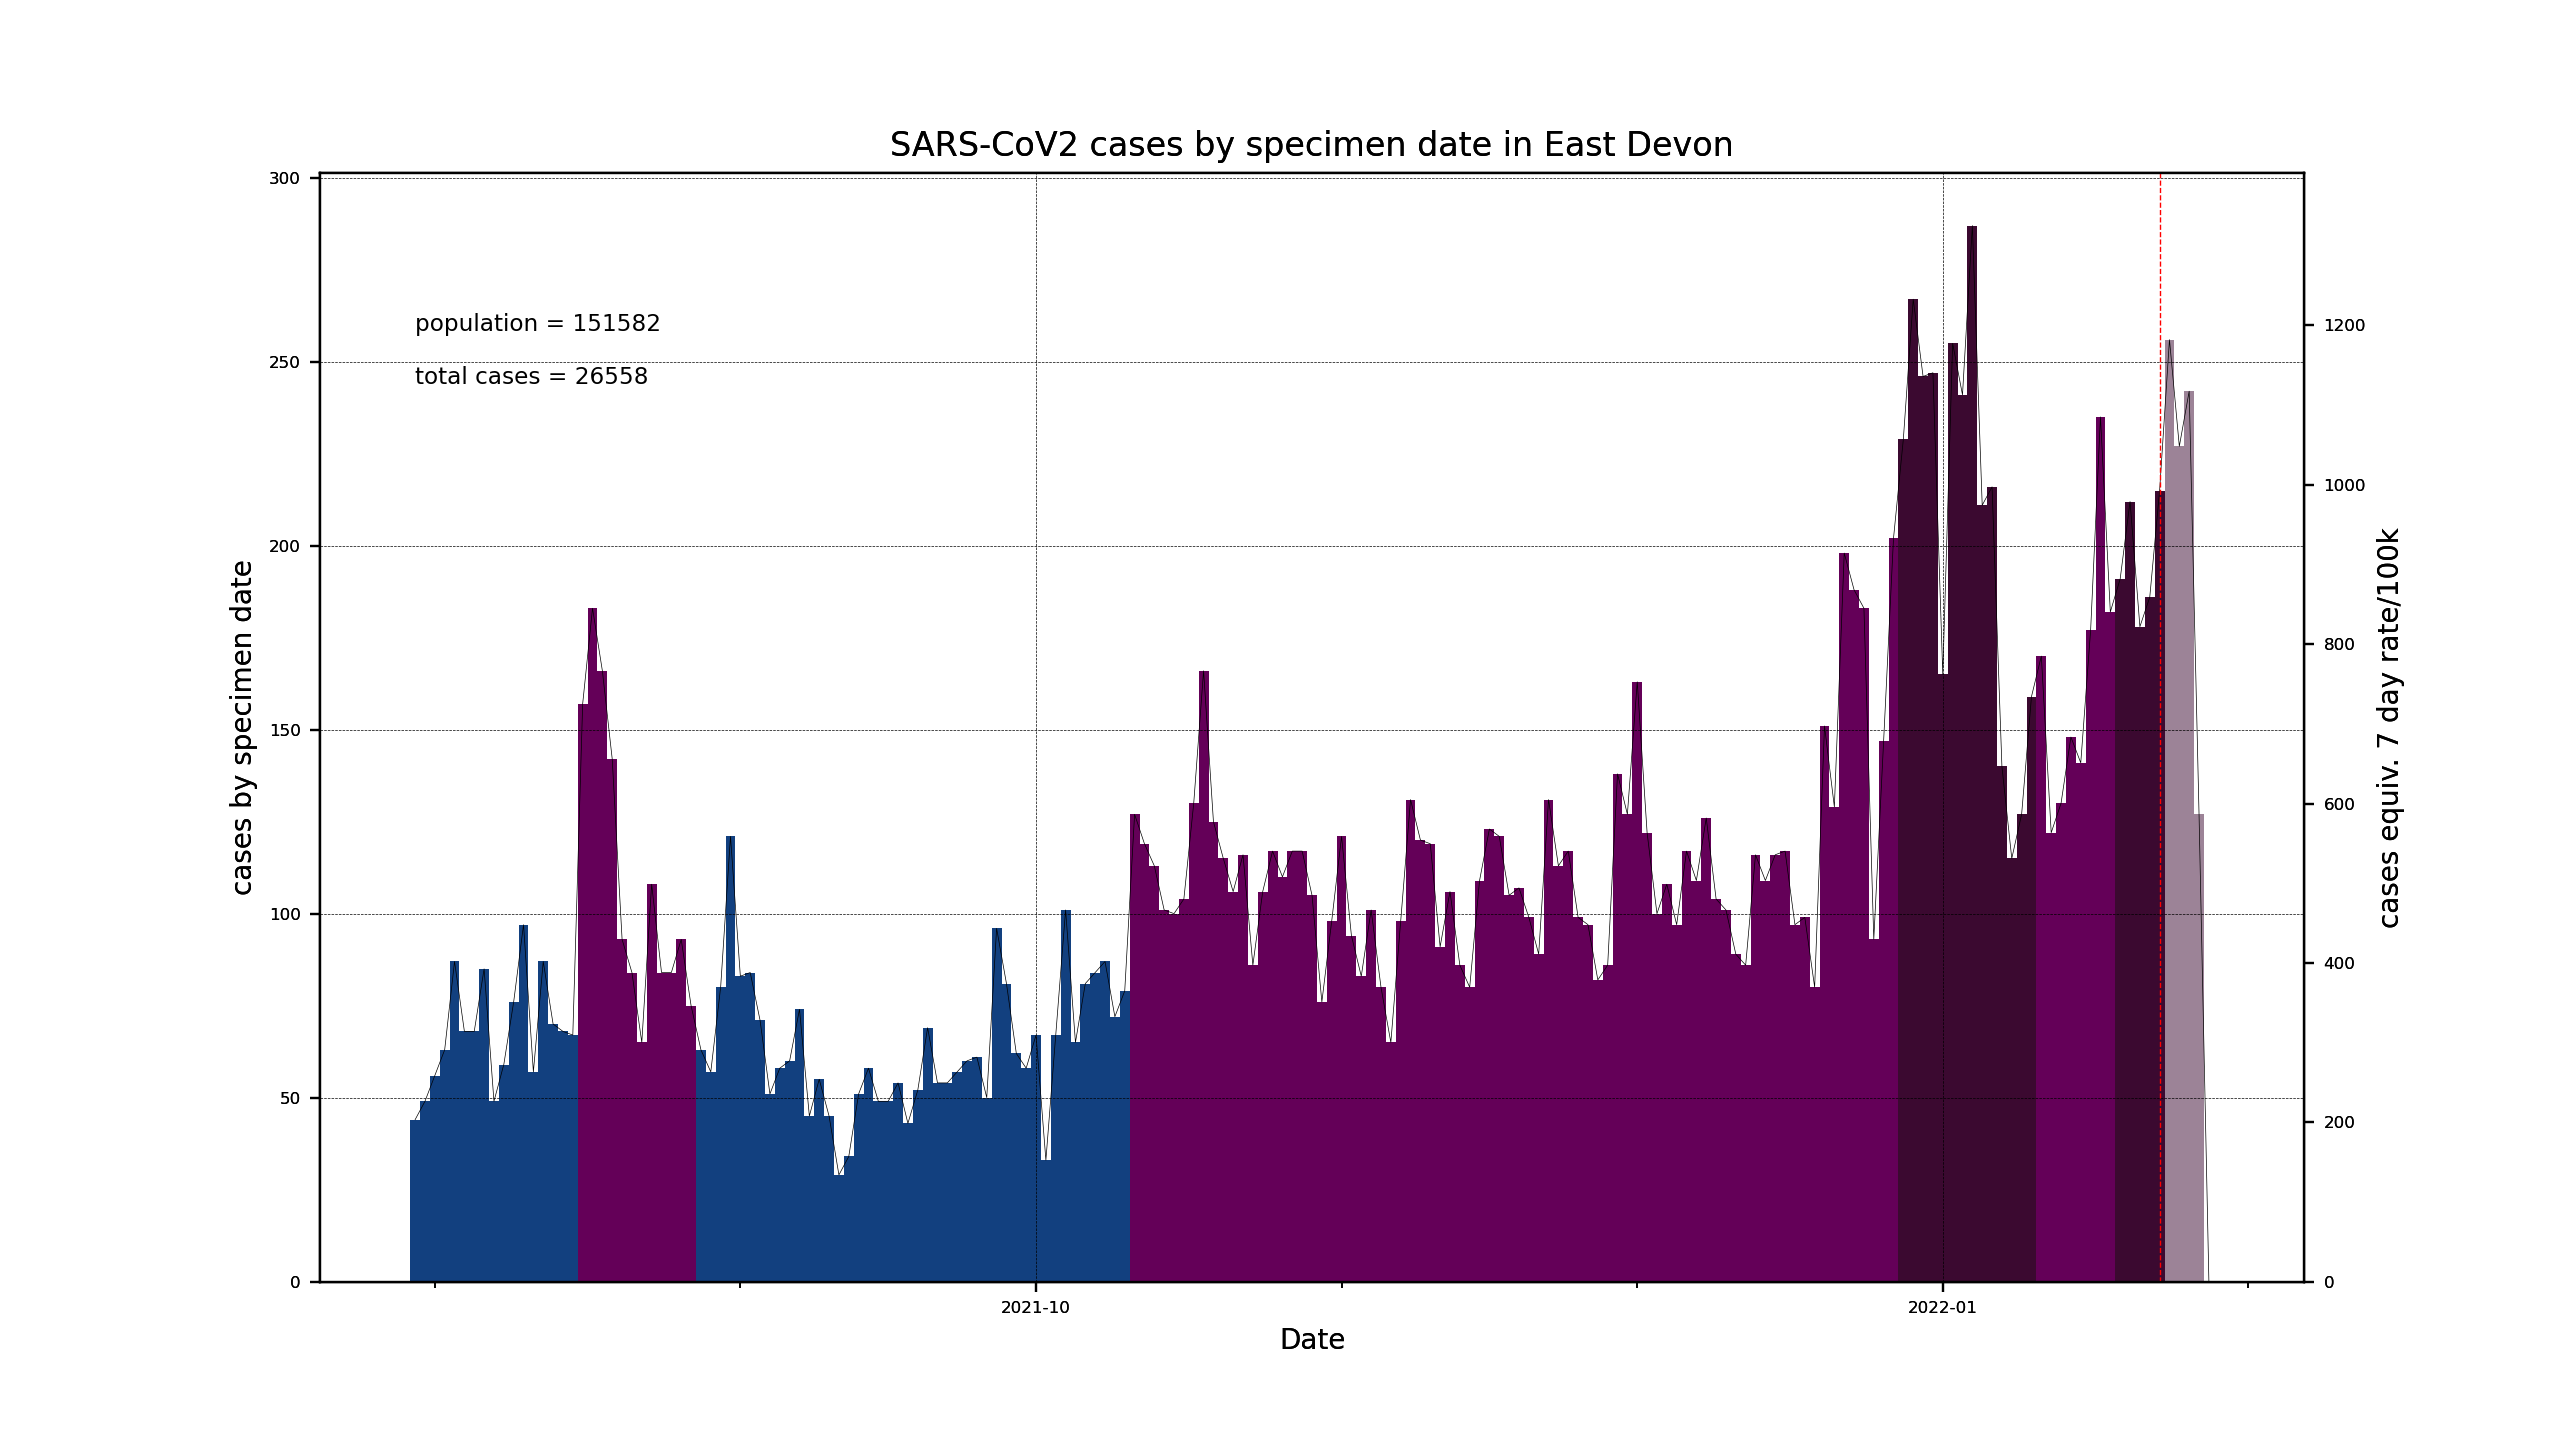 SARS-CoV2 cases by specimen date in East Devon
population = 151582
total cases = 26558
cases by specimen date
300
250
200
150
100
50
0
cases equiv. 7 day rate/100k
1200
1000
800
600
400
200
0
2021-10
2022-01
Date